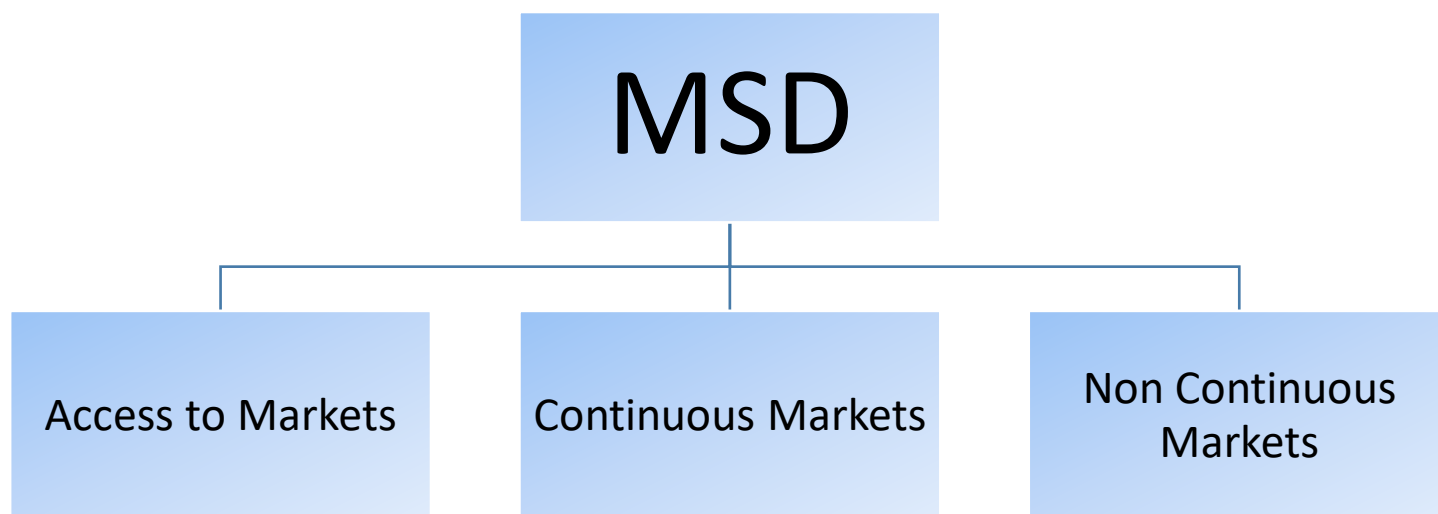 MSD
Access to Markets
Continuous Markets
Non Continuous
Markets